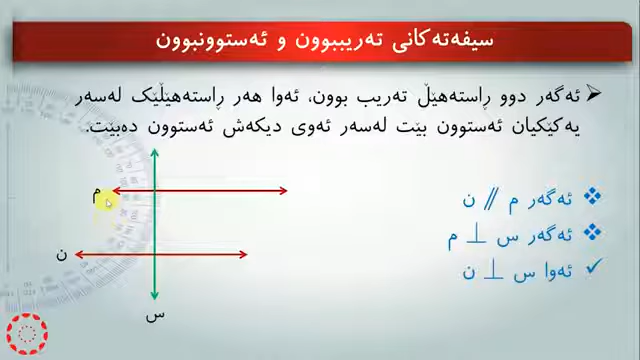 سیفەتەکانی تەریببوون و ئەستوونبوون
ئەگەر دوو ڕاستەهێڵ تەریب بوون، ئەوا هەر ڕاستەهێڵێک لەسەر
یەکێکیان ئەستوون بێت لەسەر ئەوی دیکەش ئەستوون دەبێت.
ئەگەر م // ن
ئەگەر س ⊥ م
ئەوا س ⊥ ن
م
ن
س